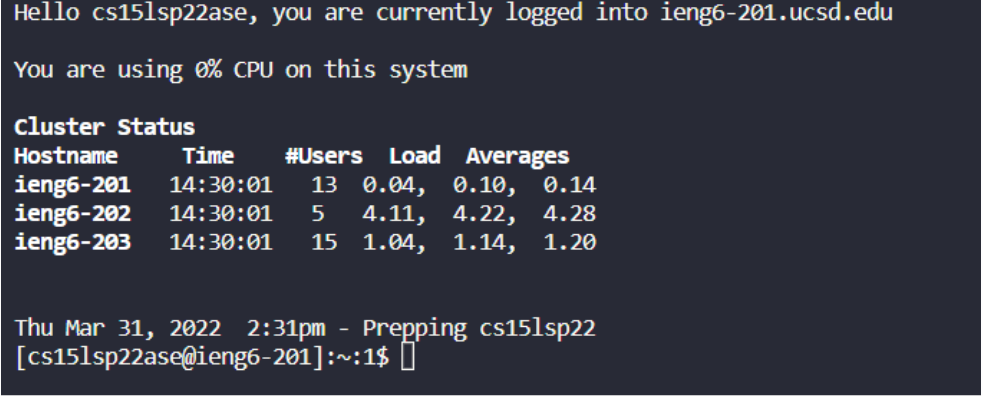 Hello cs15lsp22ase, you are currently logged into ieng6-201.ucsd.edu
You are using 0% CPU on this system
Cluster Status
Hostname Time #Users Load Averages
ieng6-201 14:30:01 13 0.04, 0.10, 0.14
ieng6-202 14:30:01 5 4.11, 4.22, 4.28
ieng6-203 14:30:01 15 1.04, 1.14, 1.20
Thu Mar 31, 2022 2:31pm - Prepping cs15lsp22
[cs15lsp22ase@ieng6-201]:~:1$